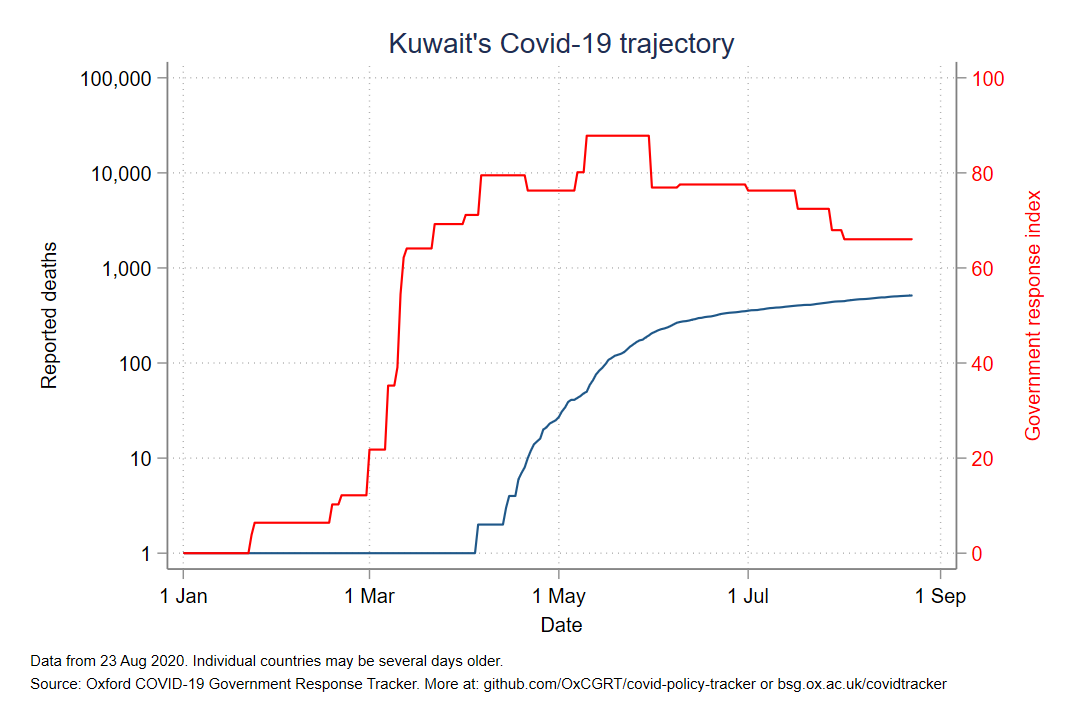 Kuwait's Covid-19 trajectory
100,000
10,000
1,000
100
10
1
Reported deaths
100
80
60
40
20
0
Government response index
1 Jan
1 Mar
1 May
1 Jul
1 Sep
Date
Data from 23 Aug 2020. Individual countries may be several days older.
Source: Oxford COVID-19 Government Response Tracker. More at: github.com/OxCGRT/covid-policy-tracker or bsg.ox.ac.uk/covidtracker